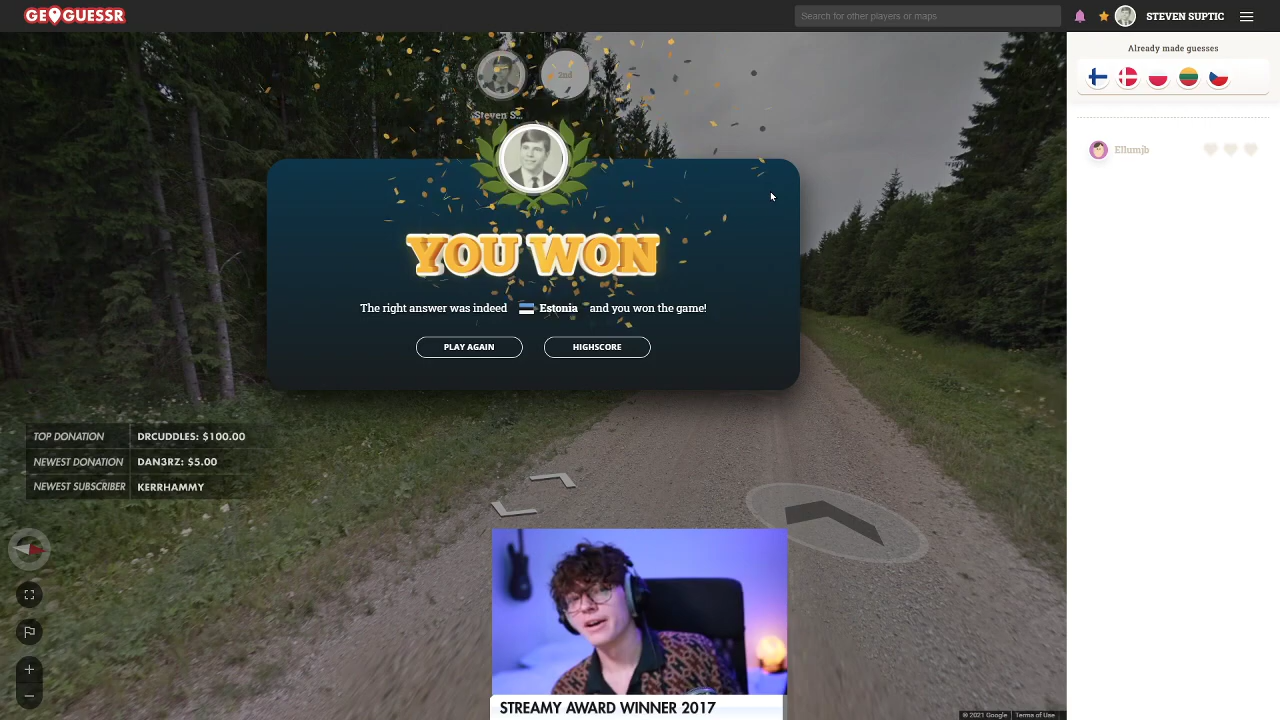 GEOGUESSR
Search for other players or maps
STEVEN SUPTIC
Already made guesses
2nd
Steven S...
Ellumjb
YOU WON
The right answer was indeed Estonia and you won the game!
PLAY AGAIN
HIGHSCORE
TOP DONATION DRCUDDLES: $100.00
NEWEST DONATION DAN3RZ: $5.00
NEWEST SUBSCRIBER KERRHAMMY
STREAMY AWARD WINNER 2017
© 2021 Google Terms of Use